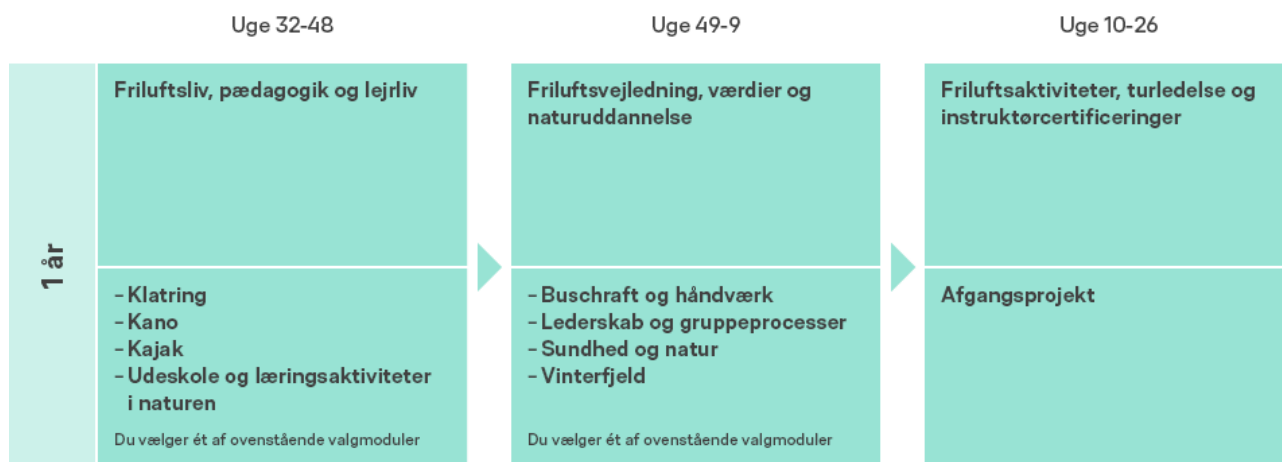 Uge 32-48
Uge 49-9
Uge 10-26
1 år
Friluftsliv, pædagogik og lejrliv
Friluftsvejledning, værdier og
naturuddannelse
Friluftsaktiviteter, turledelse og
instruktørcertificeringer
– Klatring
– Kano
– Kajak
– Udeskole og læringsaktiviteter
i naturen
Du vælger ét af ovenstående valgmoduler
– Buschraft og håndværk
– Lederskab og gruppeprocesser
– Sundhed og natur
– Vinterfjeld
Du vælger ét af ovenstående valgmoduler
Afgangsprojekt